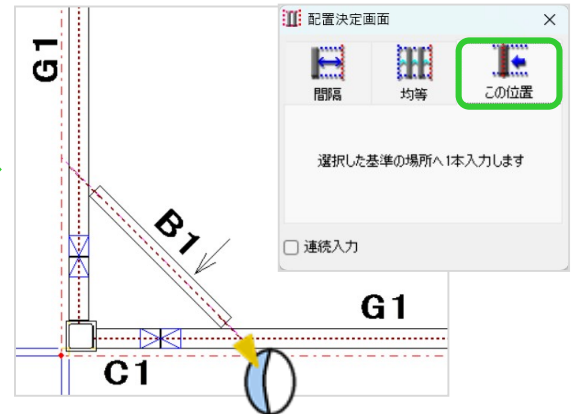 G1
B1
C1
G1
配置決定画面
間隔
均等
この位置
選択した基準の場所へ1本入力します
連続入力